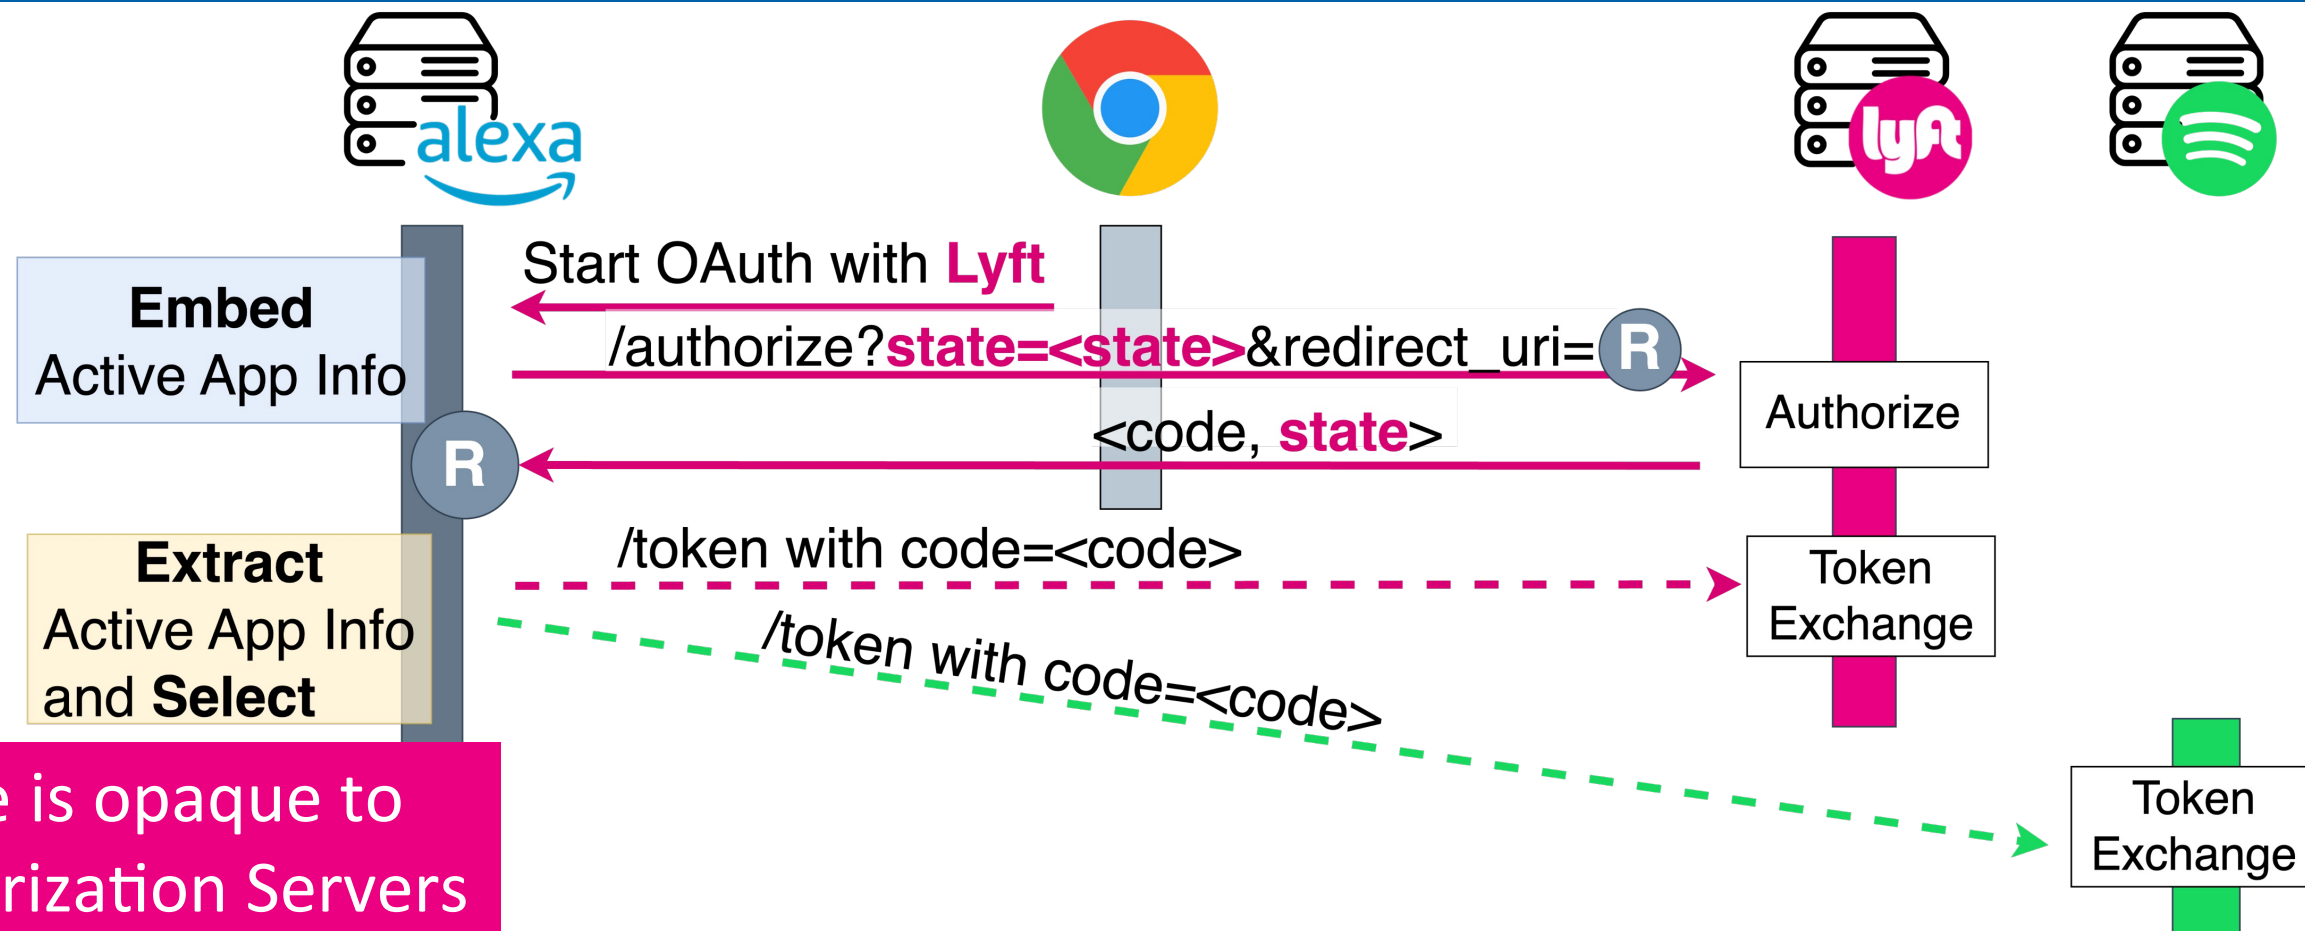 alexa
lyft
Start OAuth with Lyft
Embed
Active App Info
/authorize?state=<state>&redirect_uri=
R
<code, state>
Authorize
R
Extract
Active App Info
and Select
/token with code=<code>
Token
Exchange
/token with code=<code>
Token
Exchange
e is opaque to
rization Servers